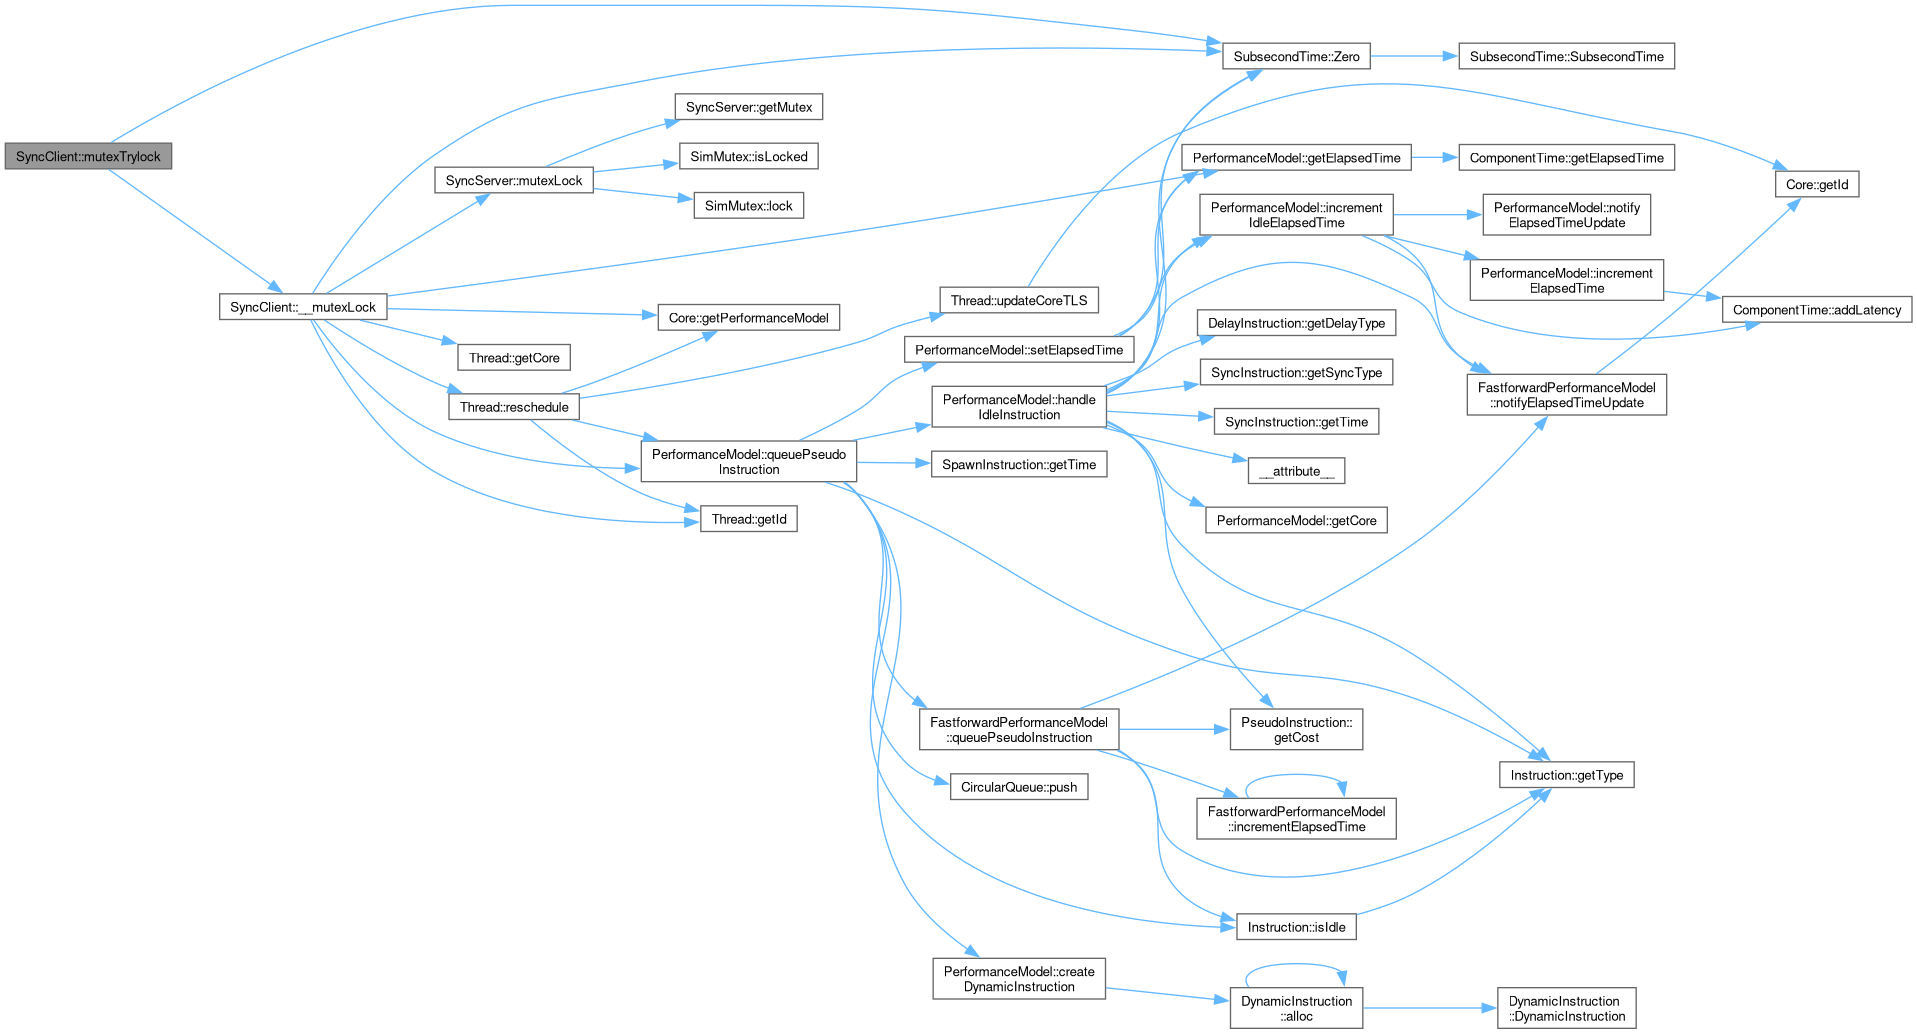 SyncClient::mutexTrylock
SyncClient::__mutexLock
SyncServer::mutexLock
SyncServer::getMutex
SimMutex::isLocked
SimMutex::lock
Core::getPerformanceModel
Thread::getCore
Thread::reschedule
PerformanceModel::queuePseudo
Instruction
Thread::getId
Thread::updateCoreTLS
PerformanceModel::setElapsedTime
PerformanceModel::handle
IdleInstruction
SpawnInstruction::getTime
FastforwardPerformanceModel
::queuePseudoInstruction
CircularQueue::push
PerformanceModel::create
DynamicInstruction
SubsecondTime::Zero
PerformanceModel::getElapsedTime
PerformanceModel::increment
IdleElapsedTime
DelayInstruction::getDelayType
SyncInstruction::getSyncType
SyncInstruction::getTime
__attribute__
PerformanceModel::getCore
PseudoInstruction::
getCost
FastforwardPerformanceModel
::incrementElapsedTime
Instruction::isIdle
DynamicInstruction
::alloc
SubsecondTime::SubsecondTime
ComponentTime::getElapsedTime
PerformanceModel::notify
ElapsedTimeUpdate
PerformanceModel::increment
ElapsedTime
FastforwardPerformanceModel
::notifyElapsedTimeUpdate
Instruction::getType
DynamicInstruction
::DynamicInstruction
Core::getId
ComponentTime::addLatency